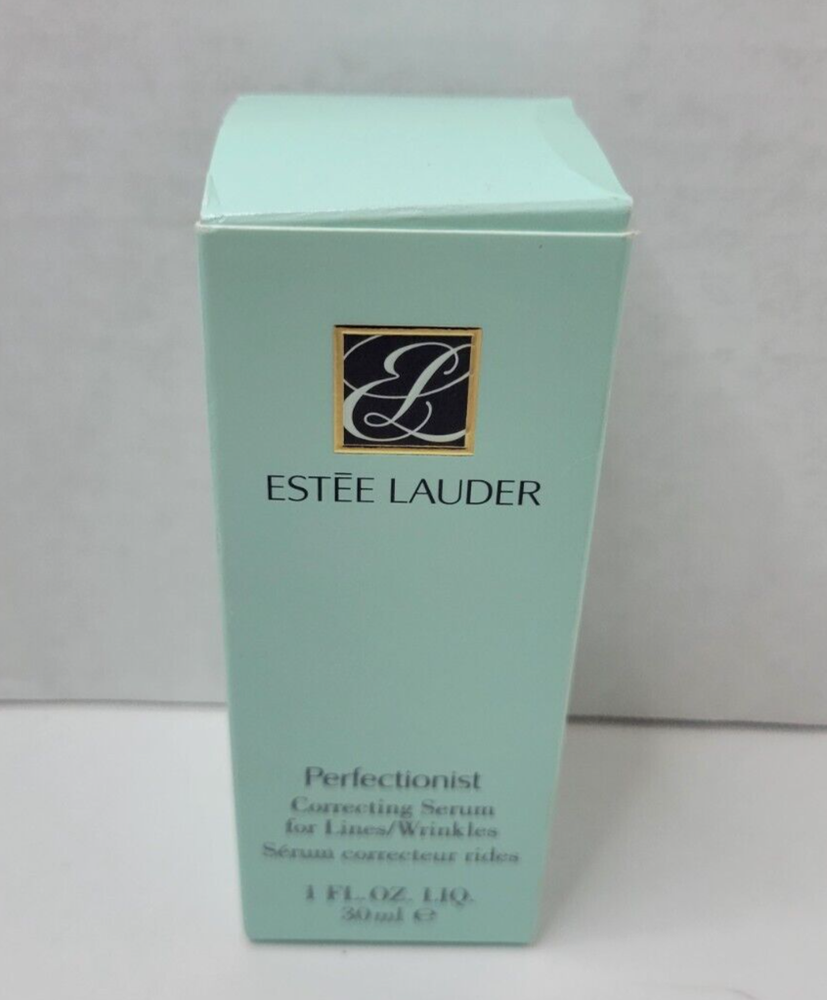 EL
ESTĒE LAUDER
Perfectionist
Correcting Serum
for Lines/Wrinkles
Sérum correcteur rides
1 FL. OZ. LIQ.
30 ml ℮